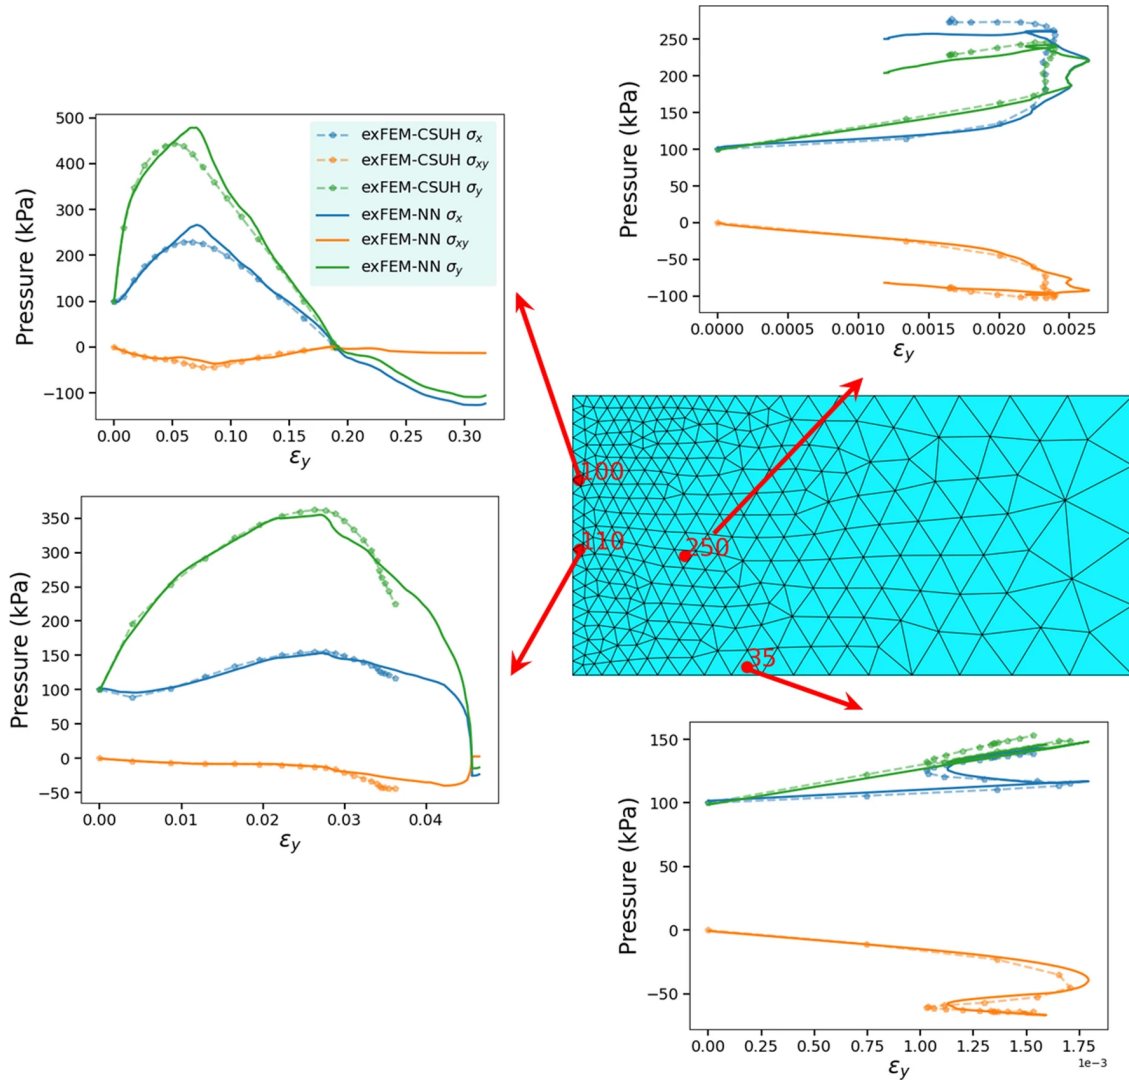 Pressure (kPa)
500
400
300
200
100
0
−100
exFEM-CSUH σx
exFEM-CSUH σxy
exFEM-CSUH σy
exFEM-NN σx
exFEM-NN σxy
exFEM-NN σy
0.00 0.05 0.10 0.15 0.20 0.25 0.30
εy
Pressure (kPa)
250
200
150
100
50
0
−50
−100
0.0000 0.0005 0.0010 0.0015 0.0020 0.0025
εy
100
110
250
35
Pressure (kPa)
350
300
250
200
150
100
50
0
−50
0.00 0.01 0.02 0.03 0.04
εy
Pressure (kPa)
150
100
50
0
−50
0.00 0.25 0.50 0.75 1.00 1.25 1.50 1.75
1e−3
εy